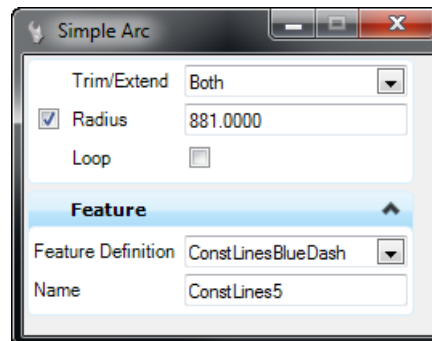 Simple Arc
Trim/Extend Both
Radius 881.0000
Loop
Feature
Feature Definition ConstLinesBlueDash
Name ConstLines5